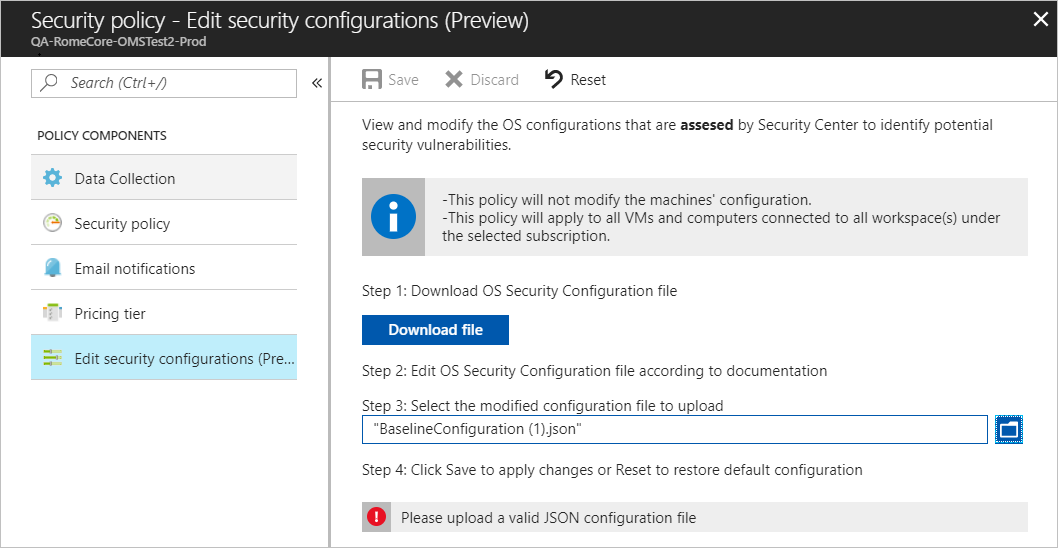 Security policy - Edit security configurations (Preview)
QA-RomeCore-OMSTest2-Prod
Search (Ctrl+/)
«
POLICY COMPONENTS
Data Collection
Security policy
Email notifications
Pricing tier
Edit security configurations (Pre...
Save Discard Reset
View and modify the OS configurations that are assesed by Security Center to identify potential
security vulnerabilities.
-This policy will not modify the machines' configuration.
-This policy will apply to all VMs and computers connected to all workspace(s) under
the selected subscription.
Step 1: Download OS Security Configuration file
Download file
Step 2: Edit OS Security Configuration file according to documentation
Step 3: Select the modified configuration file to upload
"BaselineConfiguration (1).json"
Step 4: Click Save to apply changes or Reset to restore default configuration
Please upload a valid JSON configuration file